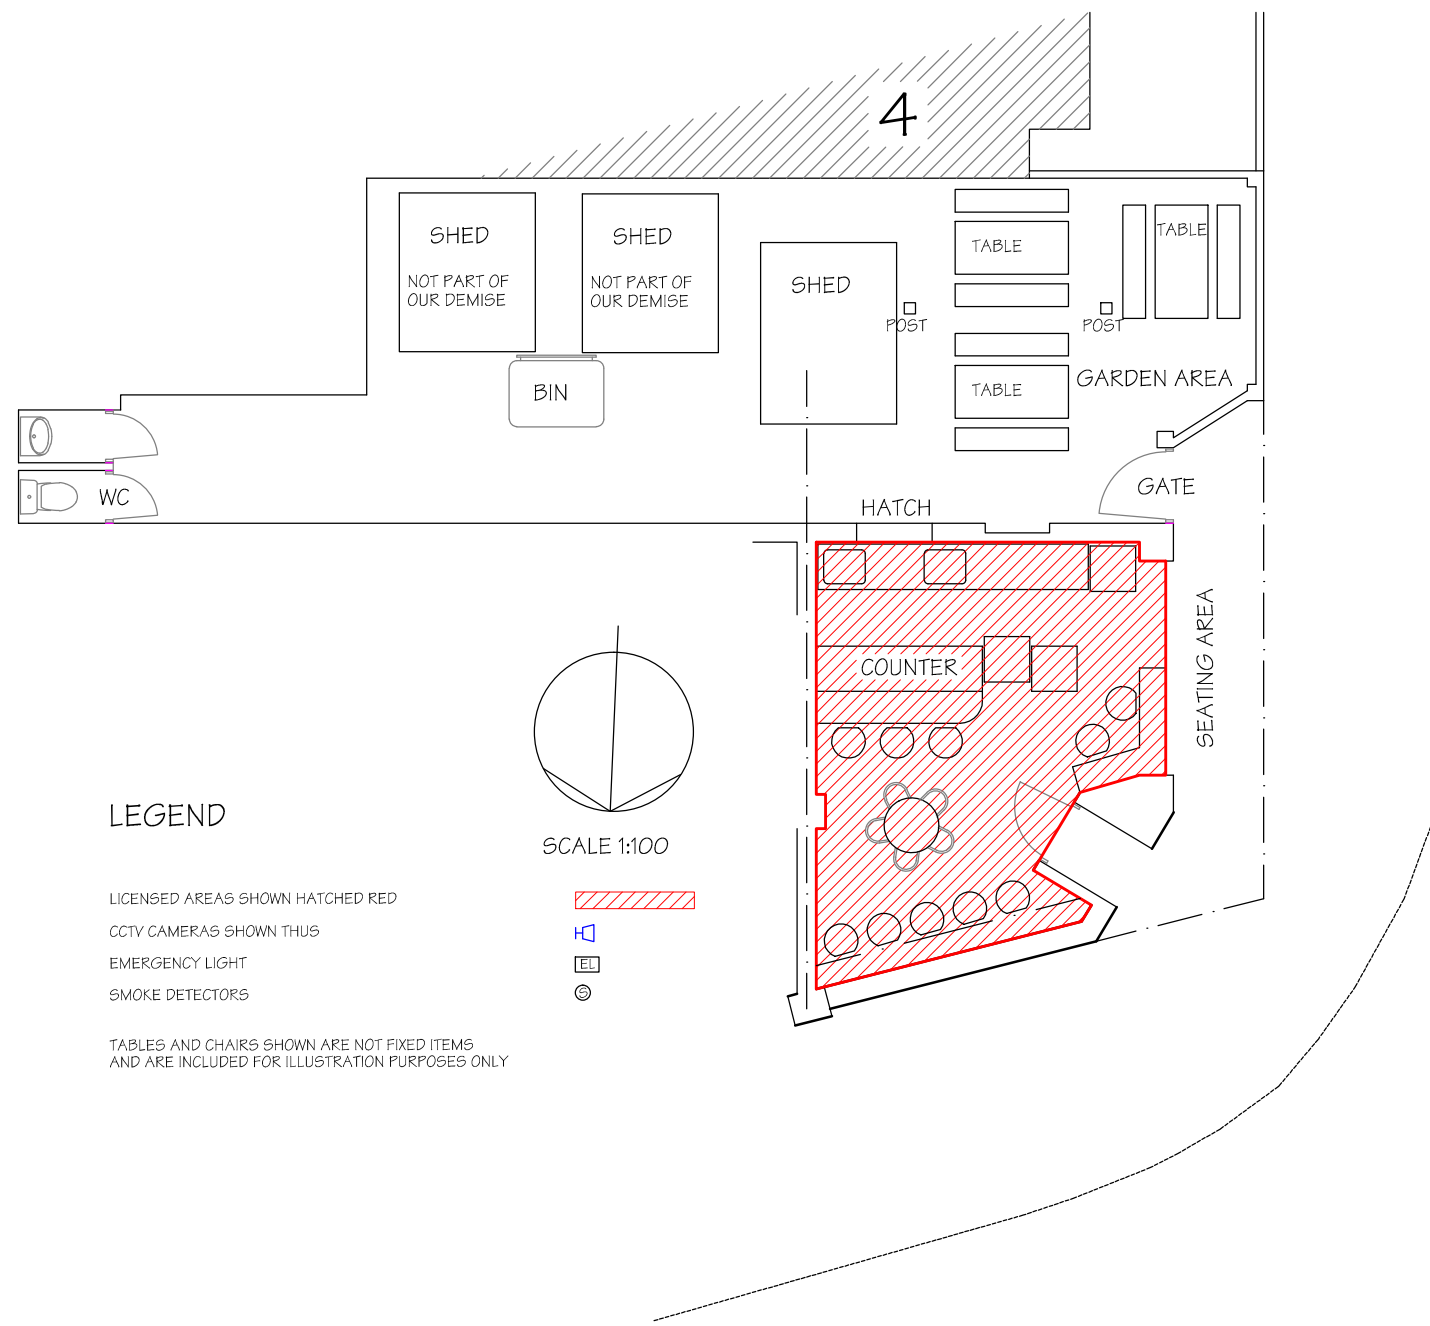 4
SHED
NOT PART OF
OUR DEMISE
SHED
NOT PART OF
OUR DEMISE
SHED
TABLE
TABLE
POST
POST
BIN
TABLE
GARDEN AREA
WC
GATE
HATCH
COUNTER
SEATING AREA
SCALE 1:100
LEGEND
LICENSED AREAS SHOWN HATCHED RED
CCTV CAMERAS SHOWN THUS
EMERGENCY LIGHT
EL
SMOKE DETECTORS
S
TABLES AND CHAIRS SHOWN ARE NOT FIXED ITEMS
AND ARE INCLUDED FOR ILLUSTRATION PURPOSES ONLY